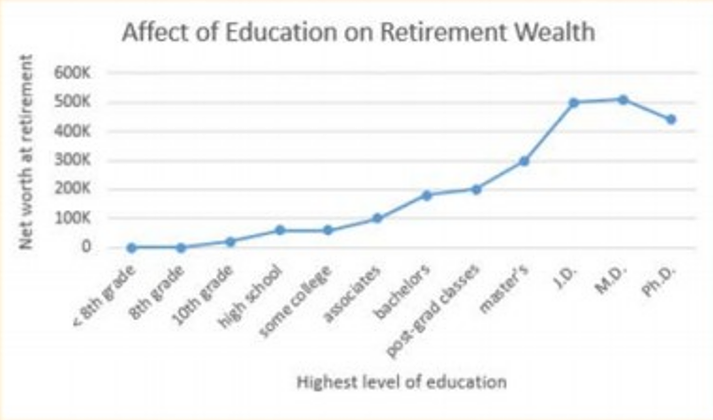 Affect of Education on Retirement Wealth
Net worth at retirement
600K
500K
400K
300K
200K
100K
0
< 8th grade
8th grade
10th grade
high school
some college
associates
bachelors
post-grad classes
master's
J.D.
M.D.
Ph.D.
Highest level of education